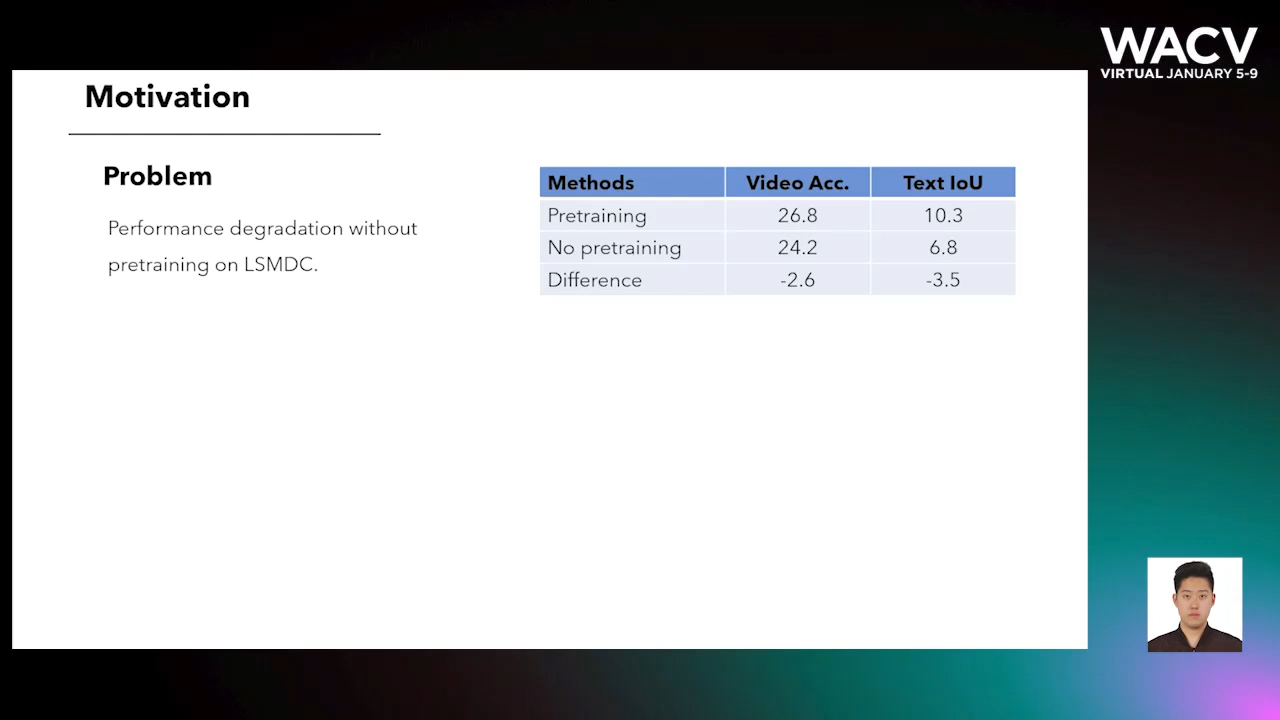 WACV
VIRTUAL JANUARY 5-9
Motivation
Problem
Performance degradation without
pretraining on LSMDC.
Methods Video Acc. Text IoU
Pretraining 26.8 10.3
No pretraining 24.2 6.8
Difference -2.6 -3.5